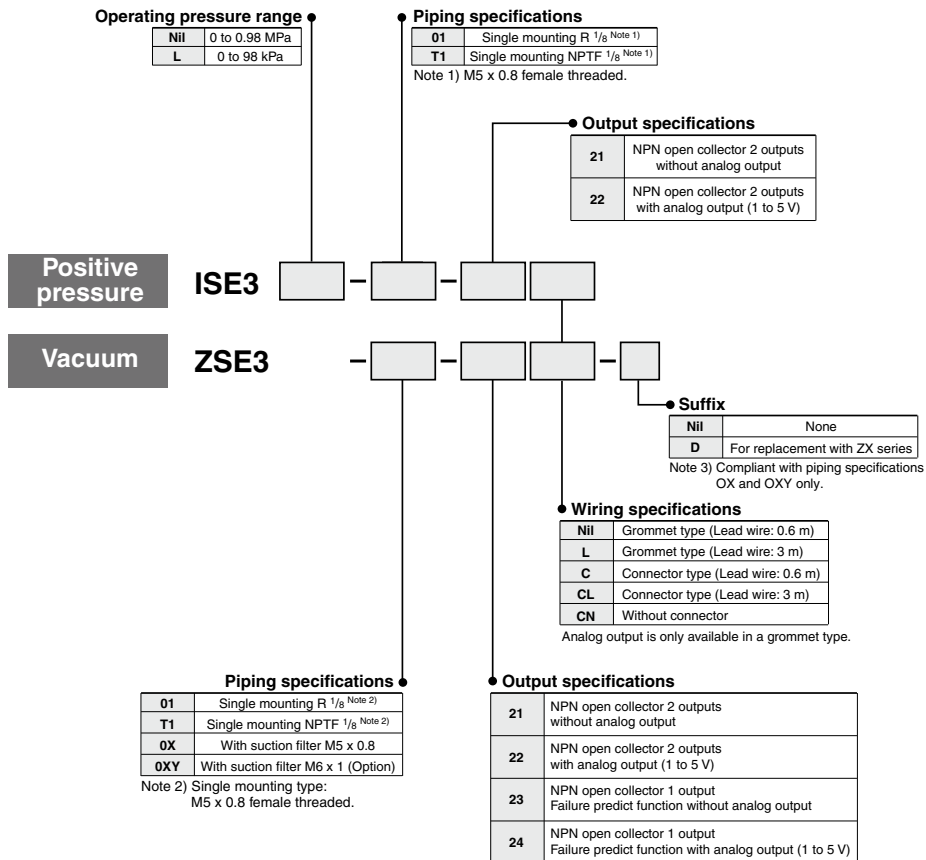 Operating pressure range
Nil 0 to 0.98 MPa
L 0 to 98 kPa
Piping specifications
01 Single mounting R 1/8 Note 1)
T1 Single mounting NPTF 1/8 Note 1)
Note 1) M5 x 0.8 female threaded.
Output specifications
21 NPN open collector 2 outputs
without analog output
22 NPN open collector 2 outputs
with analog output (1 to 5 V)
Positive
pressure
ISE3 - -
Vacuum
ZSE3 - - -
Suffix
Nil None
D For replacement with ZX series
Note 3) Compliant with piping specifications
OX and OXY only.
Wiring specifications
Nil Grommet type (Lead wire: 0.6 m)
L Grommet type (Lead wire: 3 m)
C Connector type (Lead wire: 0.6 m)
CL Connector type (Lead wire: 3 m)
CN Without connector
Analog output is only available in a grommet type.
Piping specifications
01 Single mounting R 1/8 Note 2)
T1 Single mounting NPTF 1/8 Note 2)
0X With suction filter M5 x 0.8
0XY With suction filter M6 x 1 (Option)
Note 2) Single mounting type:
M5 x 0.8 female threaded.
Output specifications
21 NPN open collector 2 outputs
without analog output
22 NPN open collector 2 outputs
with analog output (1 to 5 V)
23 NPN open collector 1 output
Failure predict function without analog output
24 NPN open collector 1 output
Failure predict function with analog output (1 to 5 V)